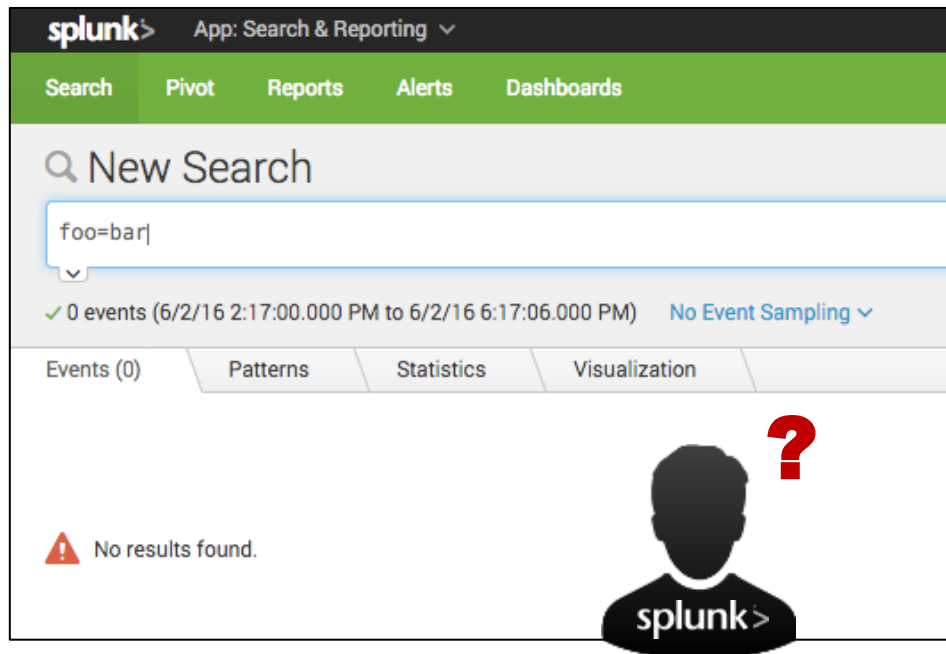 splunk> App: Search & Reporting
Search Pivot Reports Alerts Dashboards
New Search
foo=bar
0 events (6/2/16 2:17:00.000 PM to 6/2/16 6:17:06.000 PM) No Event Sampling
Events (0) Patterns Statistics Visualization
?
No results found.
splunk>